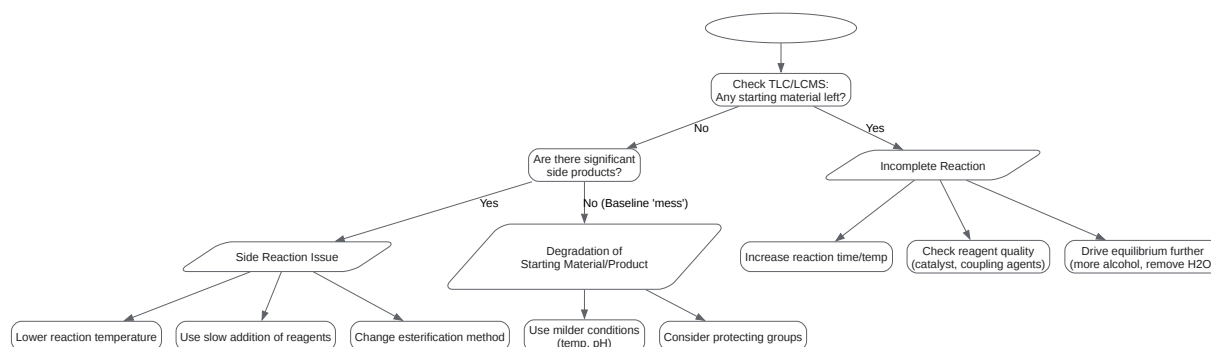 Check TLC/LCMS:
Any starting material left?
No
Yes
Are there significant
side products?
Incomplete Reaction
Yes
No (Baseline 'mess')
Side Reaction Issue
Degradation of
Starting Material/Product
Increase reaction time/temp
Check reagent quality
(catalyst, coupling agents)
Drive equilibrium further
(more alcohol, remove H2O
Lower reaction temperature
Use slow addition of reagents
Change esterification method
Use milder conditions
(temp, pH)
Consider protecting groups